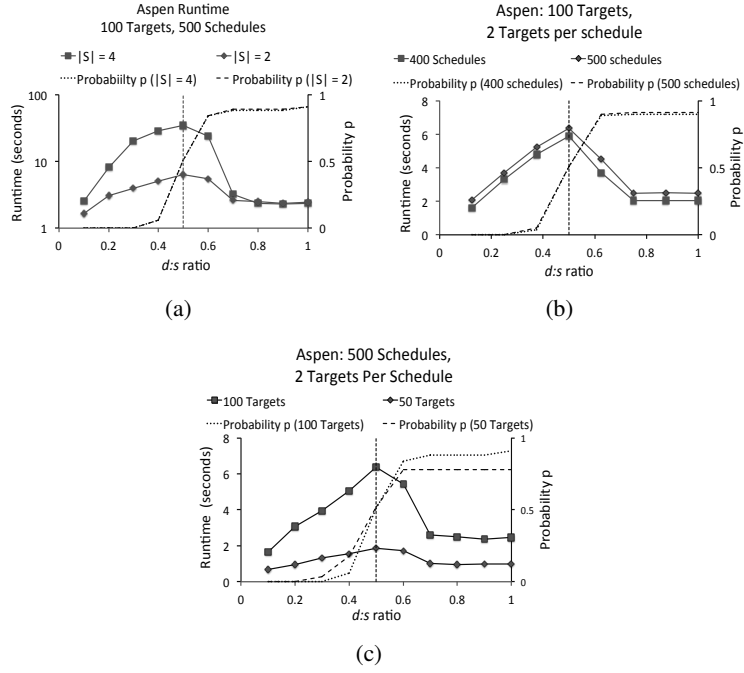 Aspen Runtime
100 Targets, 500 Schedules
|S| = 4
|S| = 2
Probabiilty p (|S| = 4)
Probability p (|S| = 2)
100
10
1
1
0.5
0
0
0.2
0.4
0.6
0.8
1
Runtime (seconds)
Probability p
d:s ratio
(a)
Aspen: 100 Targets,
2 Targets per schedule
400 Schedules
500 schedules
Probability p (400 schedules)
Probability p (500 schedules)
8
6
4
2
0
1
0.5
0
0
0.2
0.4
0.6
0.8
1
Runtime (seconds)
Probability p
d:s ratio
(b)
Aspen: 500 Schedules,
2 Targets Per Schedule
100 Targets
50 Targets
Probability p (100 Targets)
Probability p (50 Targets)
8
6
4
2
0
1
0.5
0
0
0.2
0.4
0.6
0.8
1
Runtime (seconds)
Probability p
d:s ratio
(c)